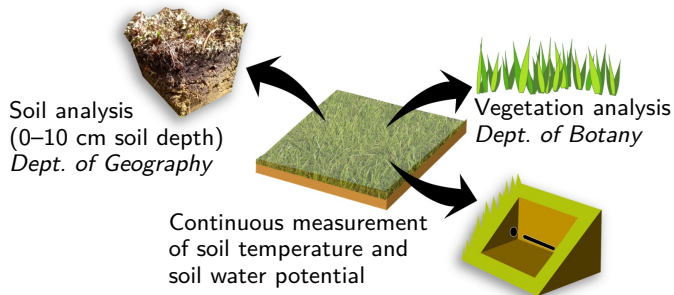 Soil analysis
(0–10 cm soil depth)
Dept. of Geography
Vegetation analysis
Dept. of Botany
Continuous measurement
of soil temperature and
soil water potential